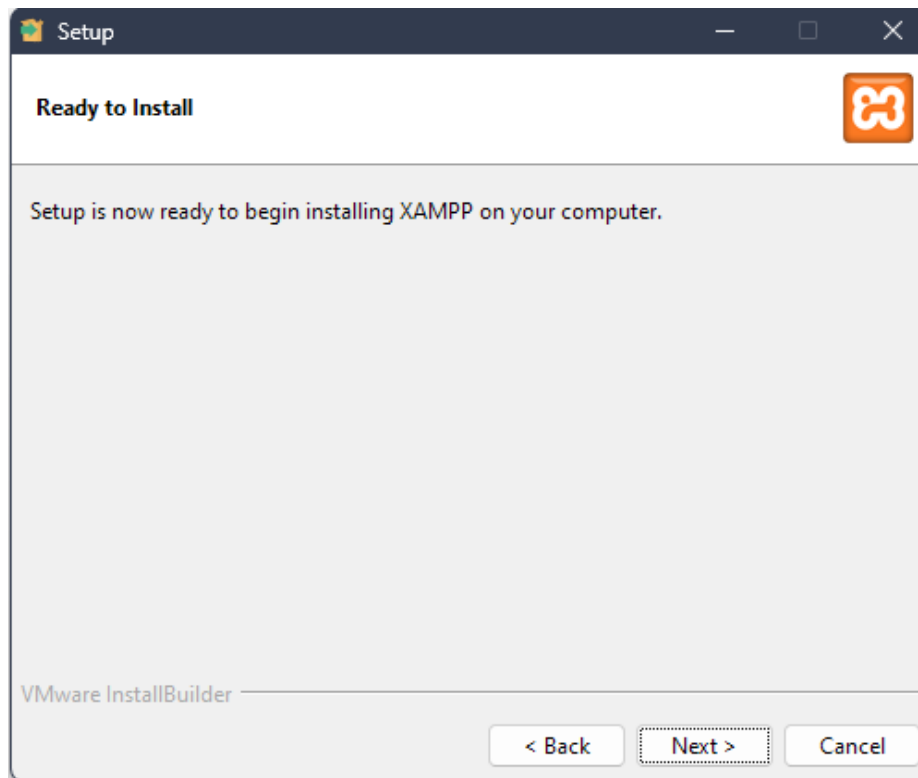 Setup
Ready to Install
Setup is now ready to begin installing XAMPP on your computer.
VMware InstallBuilder
< Back
Next >
Cancel